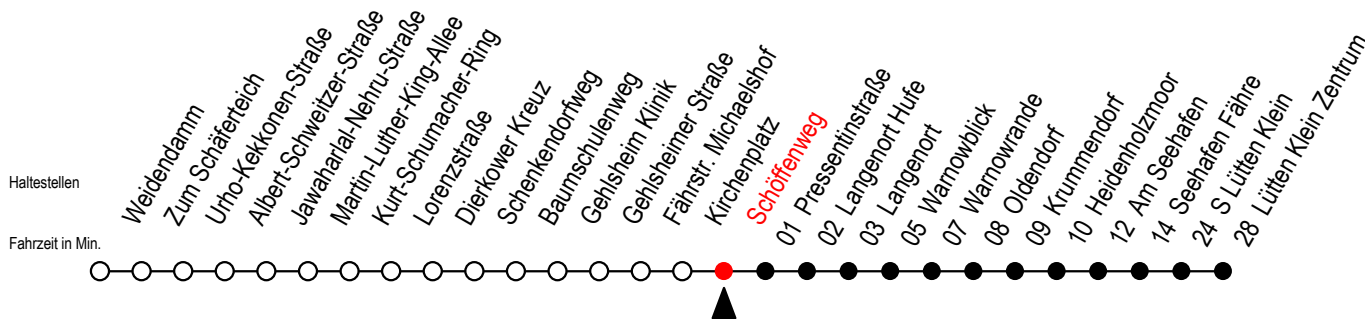 Haltestellen
Weidendamm
Zum Schäferteich
Urho-Kekkonen-Straße
Albert-Schweitzer-Straße
Jawaharlal-Nehru-Straße
Martin-Luther-King-Allee
Kurt-Schumacher-Ring
Lorenzstraße
Dierkower Kreuz
Schenkendorfweg
Baumschulenweg
Gehlsheim Klinik
Gehlsheimer Straße
Fährstr. Michaelshof
Kirchenplatz
Schöffenweg
01 Pressentinstraße
02 Langenort Hufe
03 Langenort
05 Warnowblick
07 Warnowrande
08 Oldendorf
09 Krummendorf
10 Heidenholzmoor
12 Am Seehafen
14 Seehafen Fähre
24 S Lütten Klein
28 Lütten Klein Zentrum
Fahrzeit in Min.